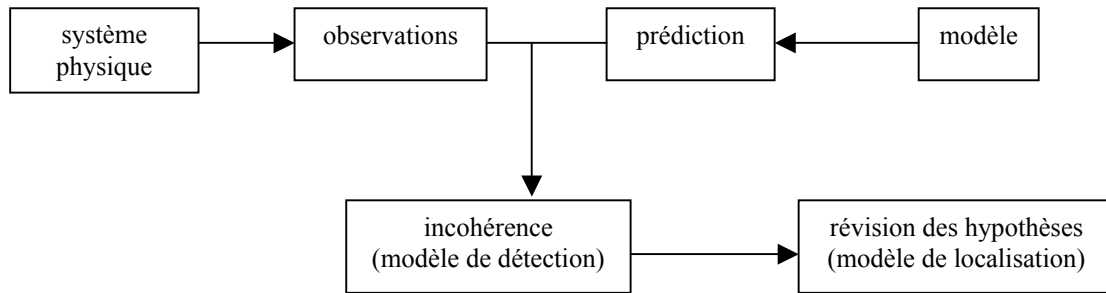 système
physique
observations
prédiction
modèle
incohérence
(modèle de détection)
révision des hypothèses
(modèle de localisation)